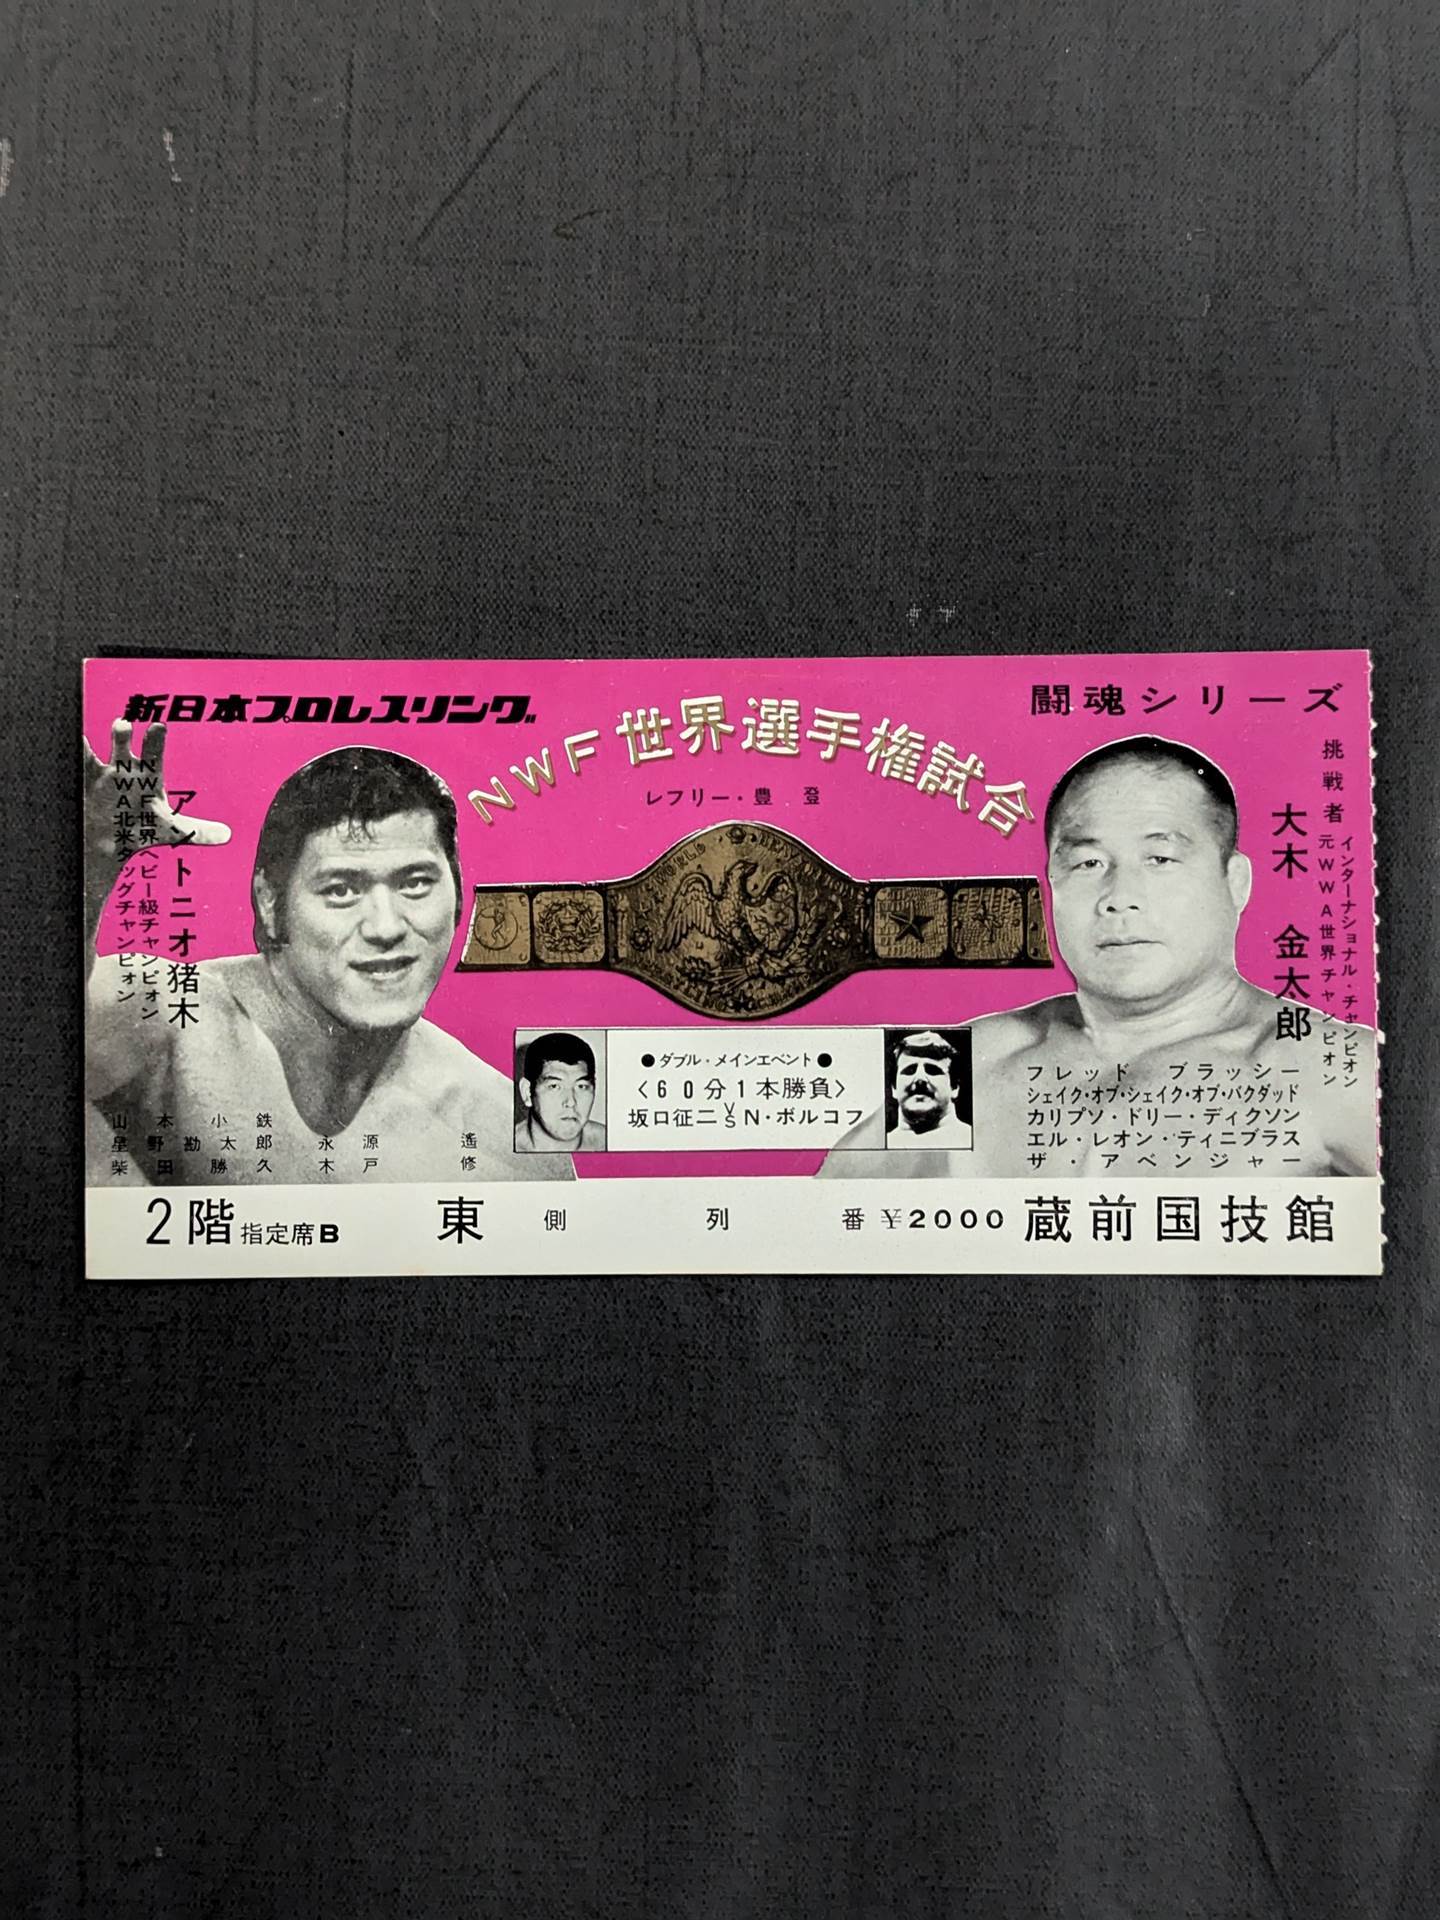 新日本プロレスリング
闘魂シリーズ
NWF世界選手権試合
レフリー・豊 登
NWF世界ヘビー級チャンピオン
NWA北米タッグチャンピオン
アントニオ猪木
挑戦者
インターナショナル・チャンピオン
元WWA世界チャンピオン
大木 金太郎
●ダブル・メインエベント●
〈60分1本勝負〉
坂口征二VSN・ボルコフ
山本小鉄
星野勘太郎 永源 遙
柴田勝久 木戸 修
フレッド ブラッシー
シェイク・オブ・シェイク・オブ・バクダッド
カリプソ・ドリー・ディクソン
エル・レオン・ティニブラス
ザ・アベンジャー
2階 指定席B 東 側 列 番 ¥2000 蔵前国技館